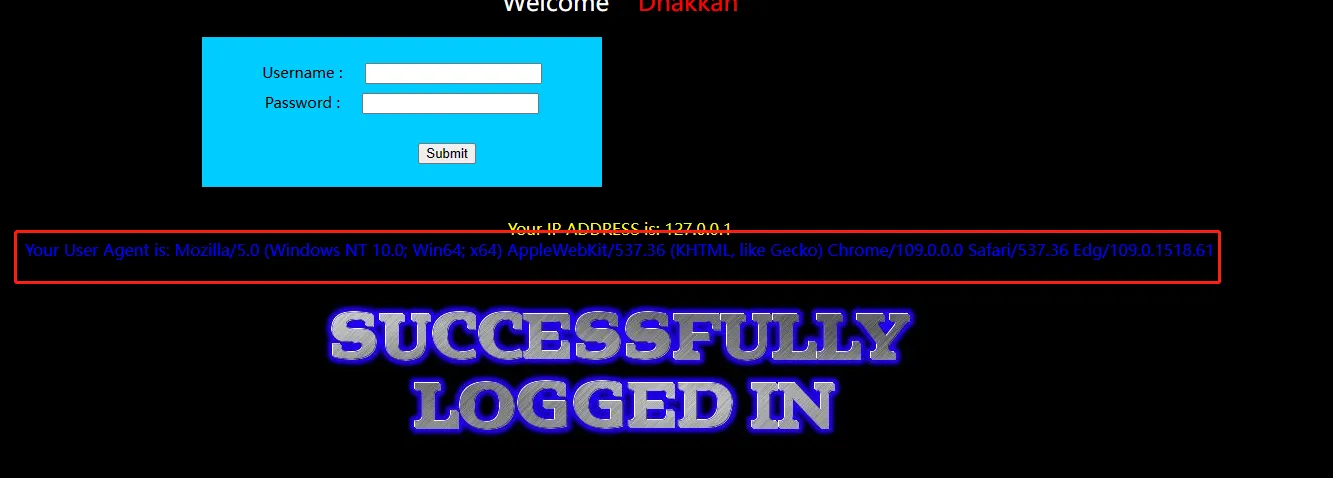 Welcome Dhakkan
Username :
Password :
Submit
Your IP ADDRESS is: 127.0.0.1
Your User Agent is: Mozilla/5.0 (Windows NT 10.0; Win64; x64) AppleWebKit/537.36 (KHTML, like Gecko) Chrome/109.0.0.0 Safari/537.36 Edg/109.0.1518.61
SUCCESSFULLY
LOGGED IN